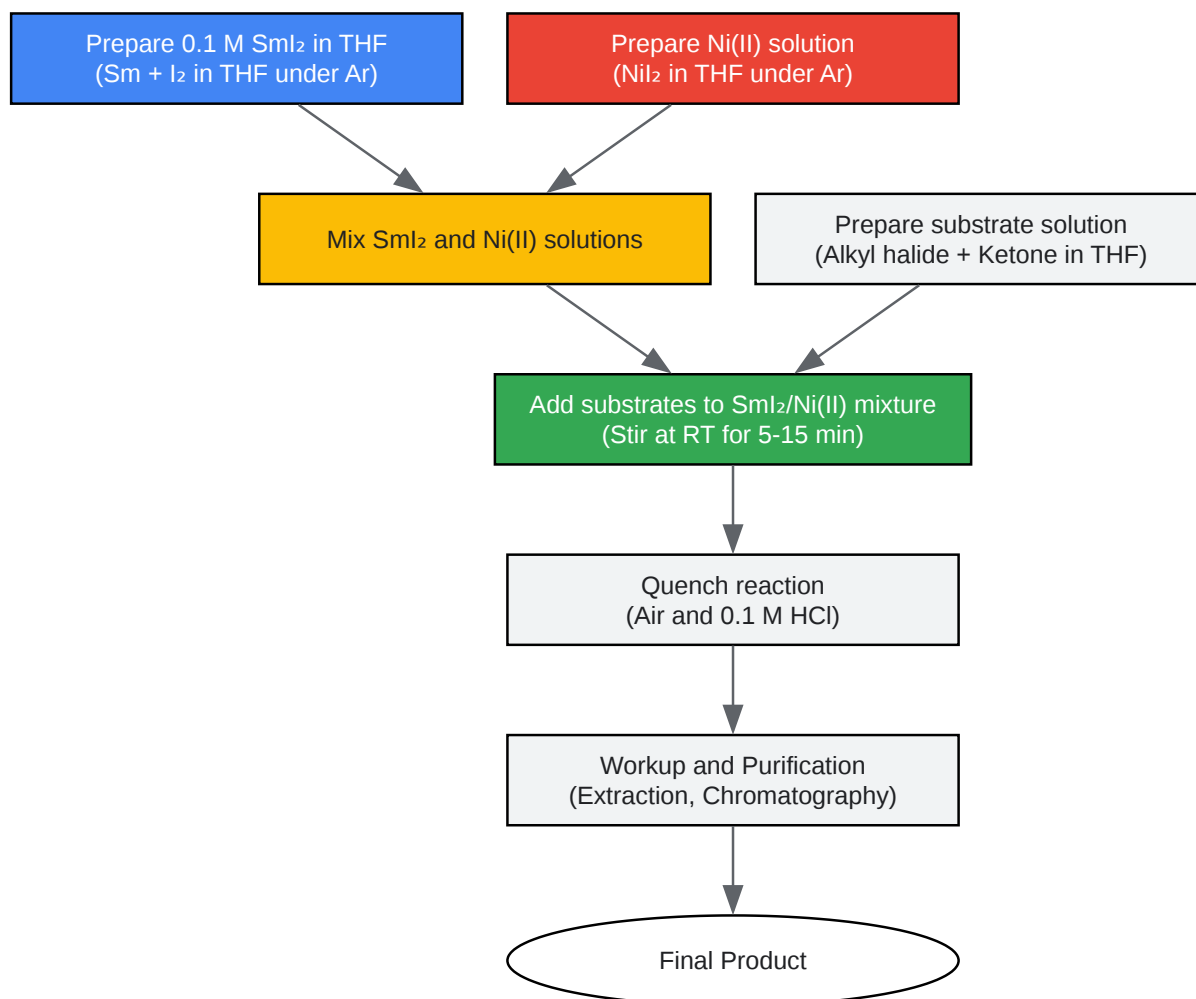 Prepare 0.1 M SmI₂ in THF
(Sm + I₂ in THF under Ar)
Prepare Ni(II) solution
(NiI₂ in THF under Ar)
Mix SmI₂ and Ni(II) solutions
Prepare substrate solution
(Alkyl halide + Ketone in THF)
Add substrates to SmI₂/Ni(II) mixture
(Stir at RT for 5-15 min)
Quench reaction
(Air and 0.1 M HCl)
Workup and Purification
(Extraction, Chromatography)
Final Product